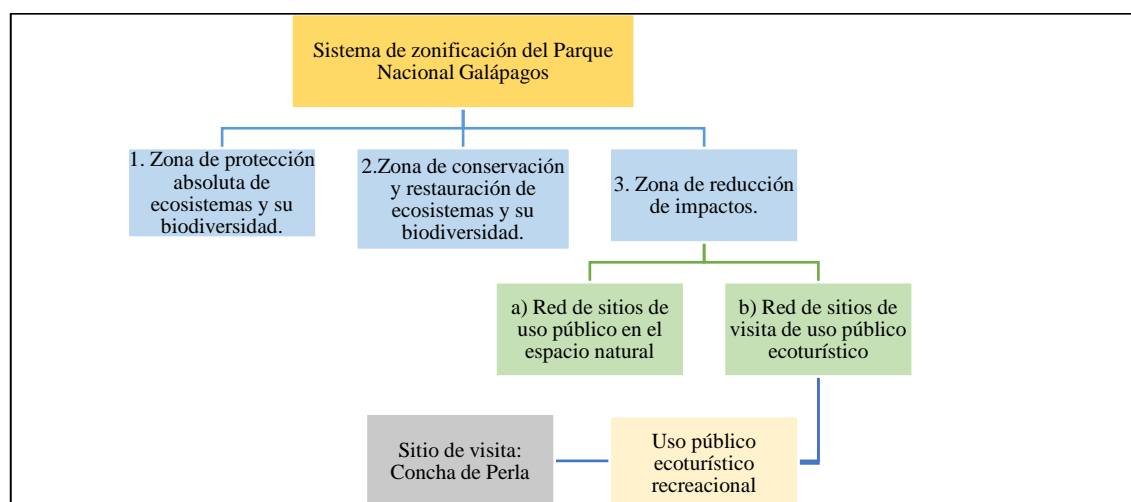 Sistema de zonificación del Parque
Nacional Galápagos
1. Zona de protección
absoluta de
ecosistemas y su
biodiversidad.
2.Zona de conservación
y restauración de
ecosistemas y su
biodiversidad.
3. Zona de reducción
de impactos.
a) Red de sitios de
uso público en el
espacio natural
b) Red de sitios de
visita de uso público
ecoturístico
Sitio de visita:
Concha de Perla
Uso público
ecoturístico
recreacional